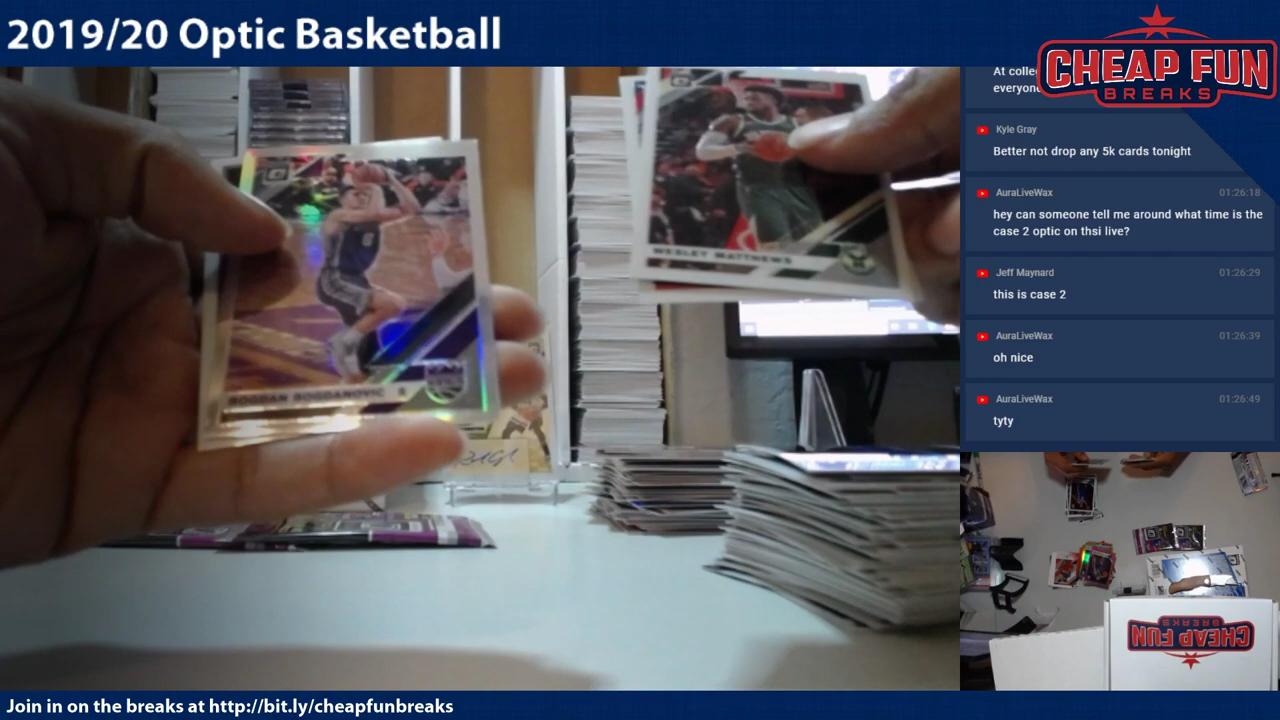 2019/20 Optic Basketball
CHEAP FUN
BREAKS
At colle
everyone
Kyle Gray
Better not drop any 5k cards tonight
AuraLiveWax 01:26:18
hey can someone tell me around what time is the
case 2 optic on thsi live?
Jeff Maynard 01:26:29
this is case 2
AuraLiveWax 01:26:39
oh nice
AuraLiveWax 01:26:49
tyty
WESLEY MATTHEWS
BOGDAN BOGDANOVIC
CHEAP FUN
BREAKS
Join in on the breaks at http://bit.ly/cheapfunbreaks